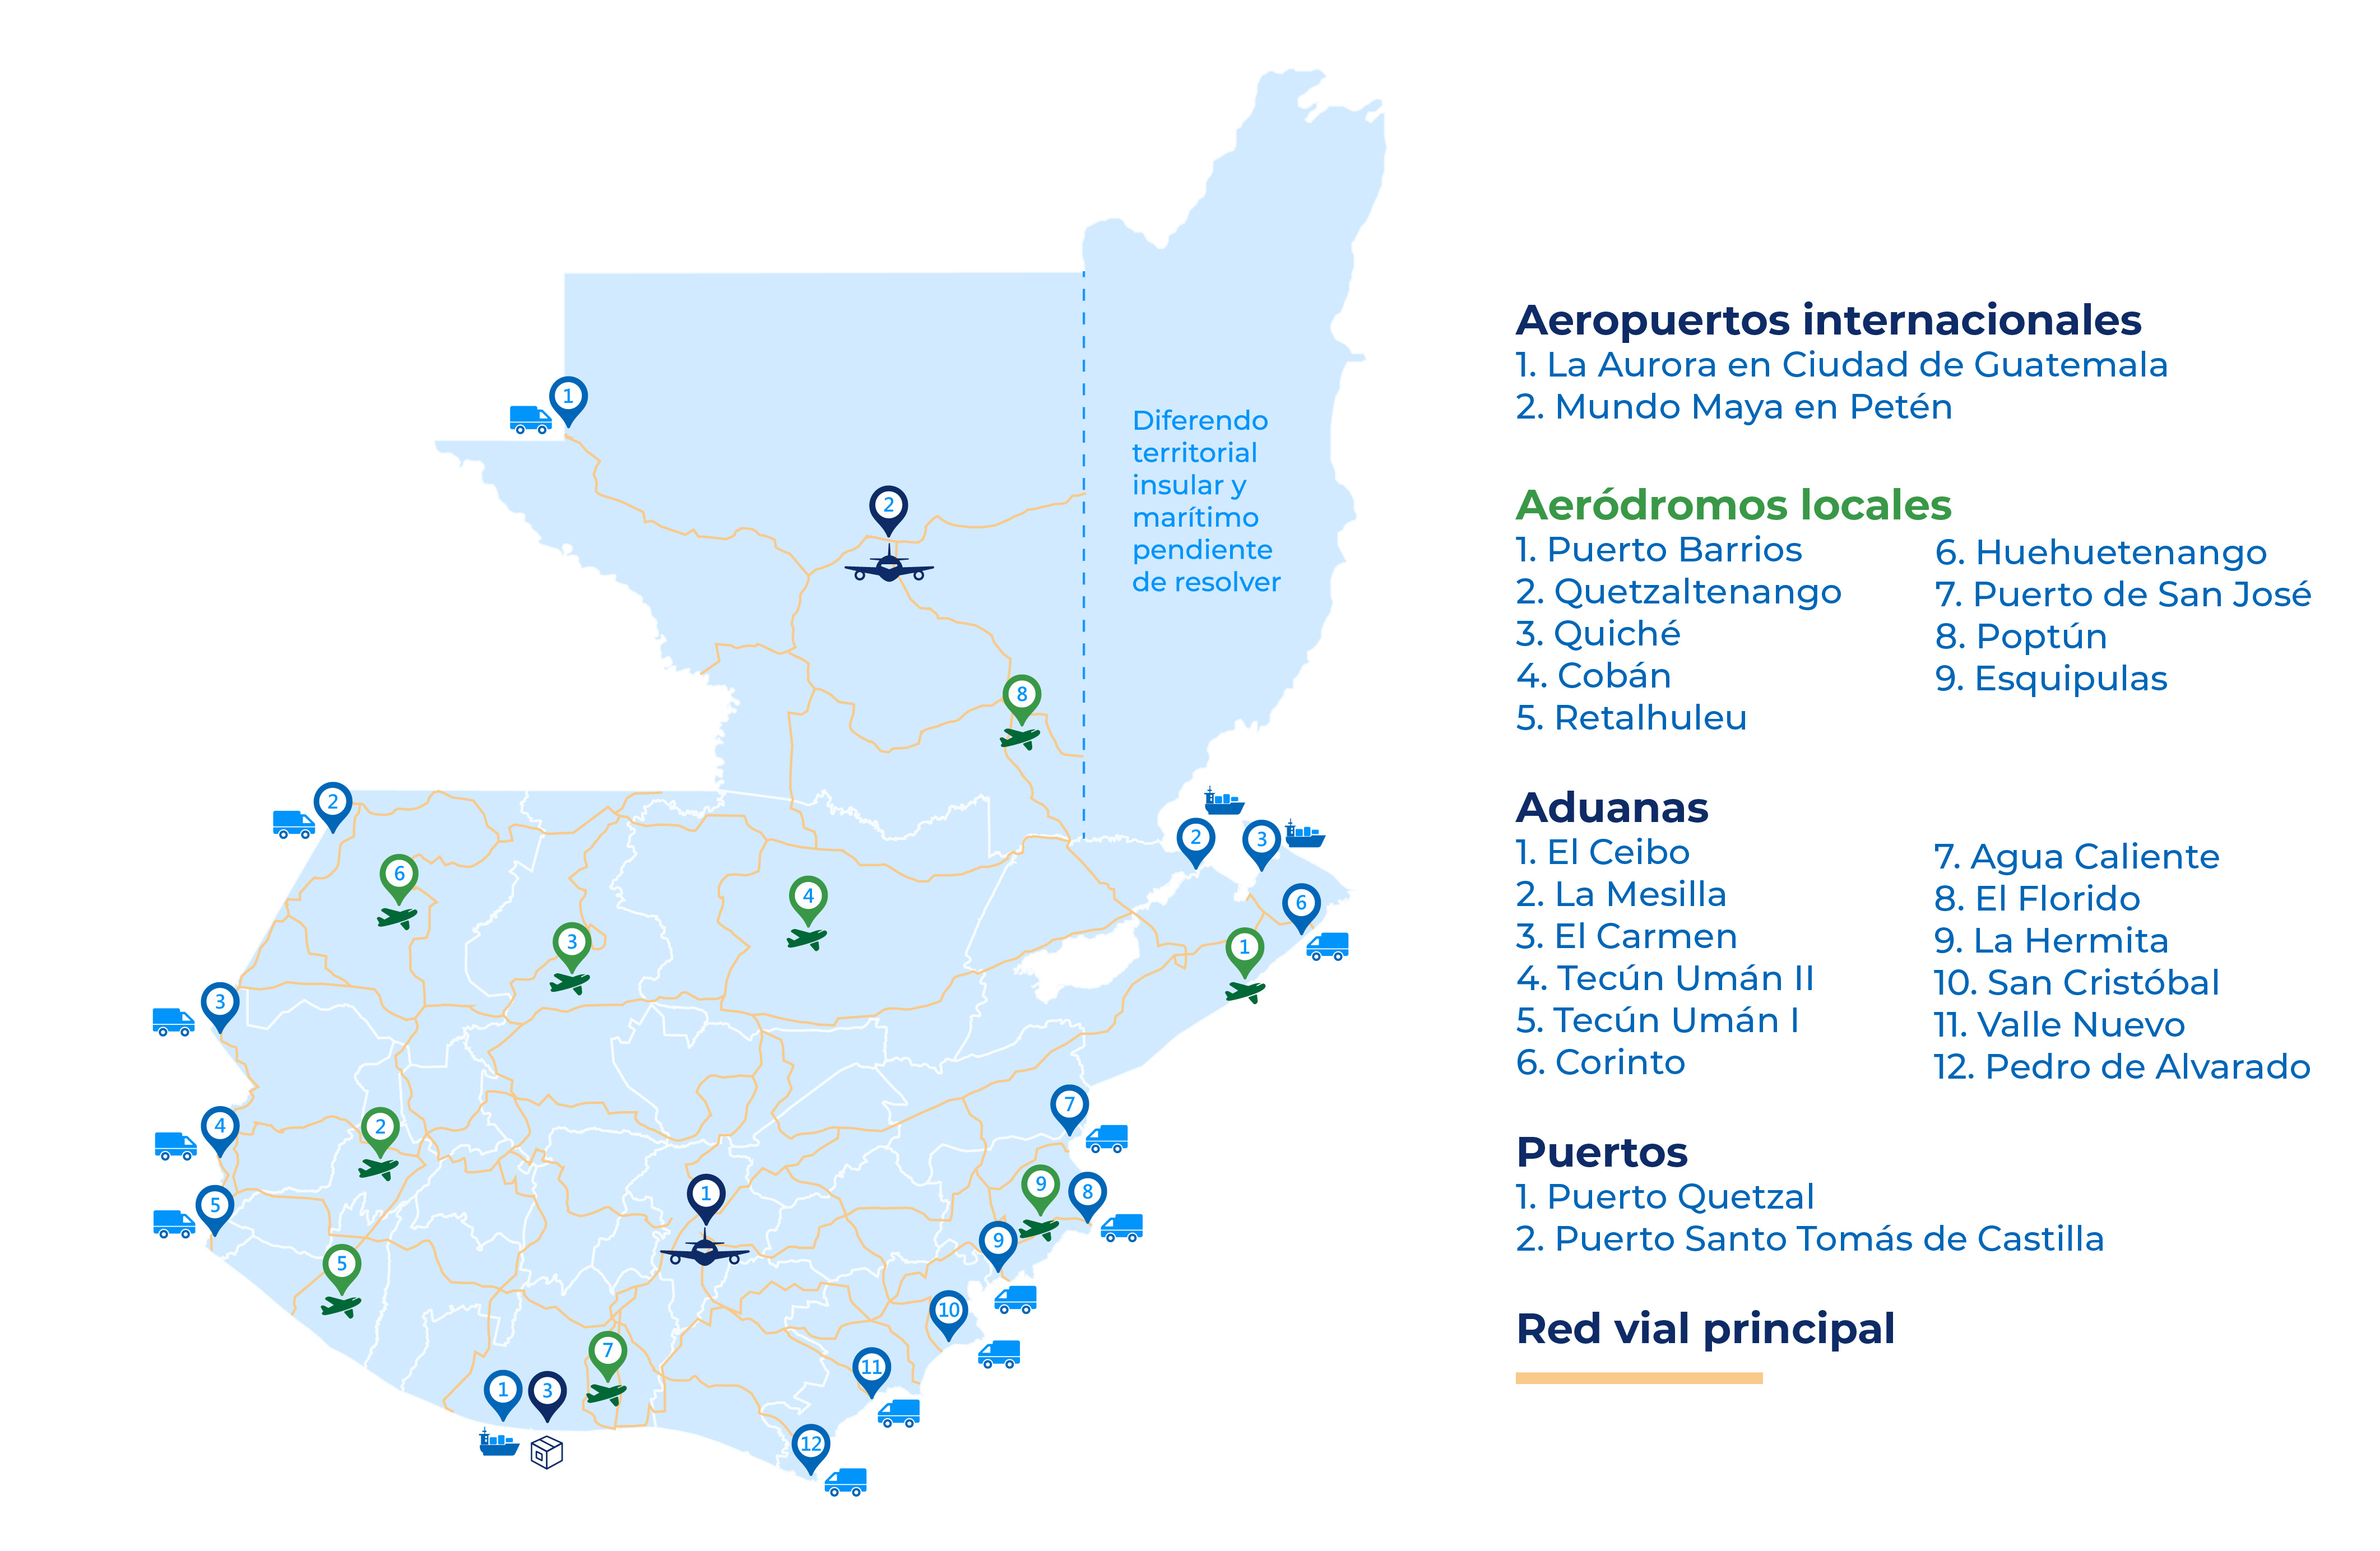 Diferendo
territorial
insular y
marítimo
pendiente
de resolver
1
2
8
2
6
3
4
2
3
6
1
3
4
2
5
5
1
7
9
8
9
10
7
11
1
3
12
Aeropuertos internacionales
1. La Aurora en Ciudad de Guatemala
2. Mundo Maya en Petén
Aeródromos locales
1. Puerto Barrios
2. Quetzaltenango
3. Quiché
4. Cobán
5. Retalhuleu
6. Huehuetenango
7. Puerto de San José
8. Poptún
9. Esquipulas
Aduanas
1. El Ceibo
2. La Mesilla
3. El Carmen
4. Tecún Umán II
5. Tecún Umán I
6. Corinto
7. Agua Caliente
8. El Florido
9. La Hermita
10. San Cristóbal
11. Valle Nuevo
12. Pedro de Alvarado
Puertos
1. Puerto Quetzal
2. Puerto Santo Tomás de Castilla
Red vial principal